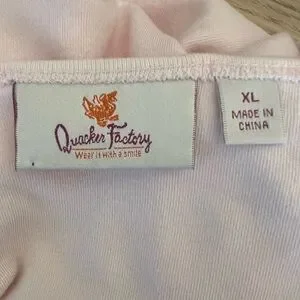 Quacker Factory
Wear it with a smile
XL
MADE IN
CHINA